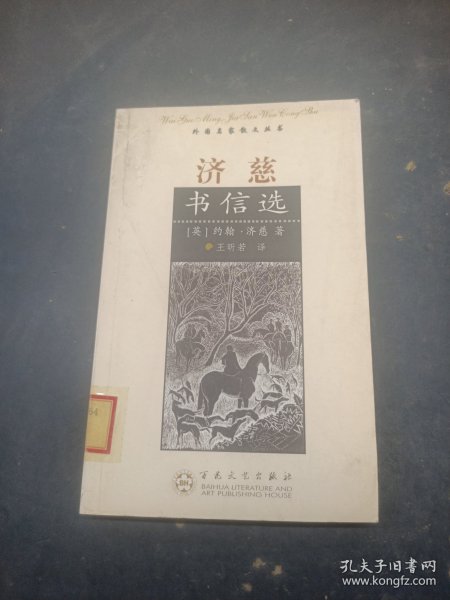 Wai Guo Ming Jia San Wen Cong Shu
外国名家散文丛书
济慈
书信选
[英] 约翰·济慈 著
王昕若 译
64
BH
百花文艺出版社
BAIHUA LITERATURE AND
ART PUBLISHING HOUSE
孔夫子旧书网
www.kongfz.com